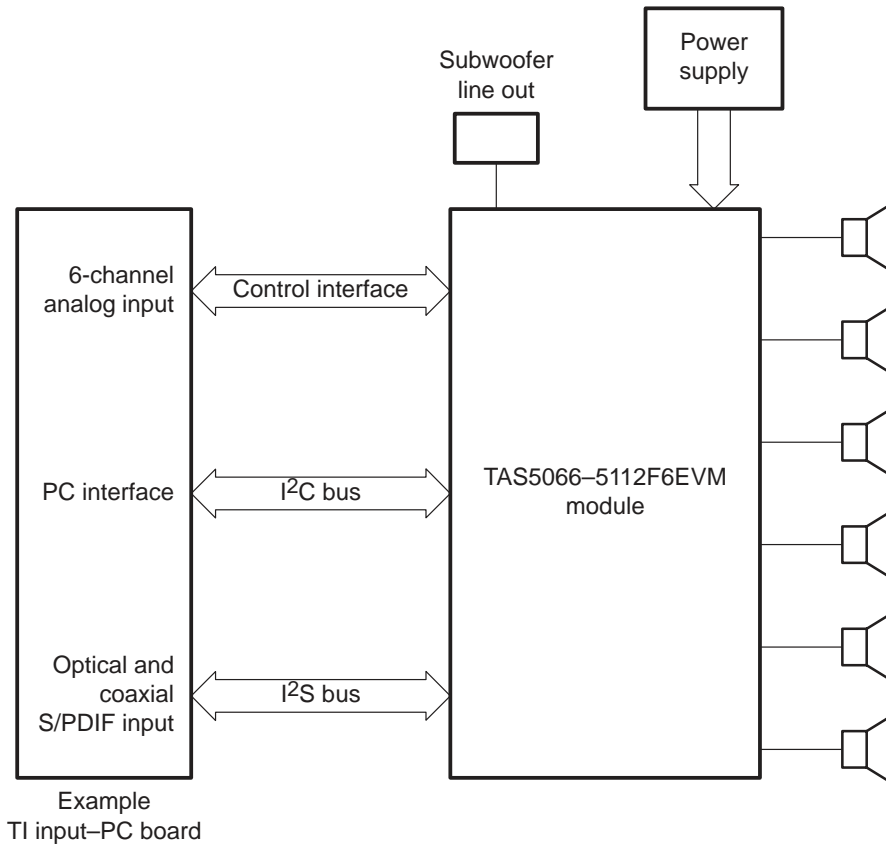 Power
supply
Subwoofer
line out
6-channel
analog input
Control interface
PC interface
I2C bus
TAS5066–5112F6EVM
module
Optical and
coaxial
S/PDIF input
I2S bus
Example
TI input–PC board